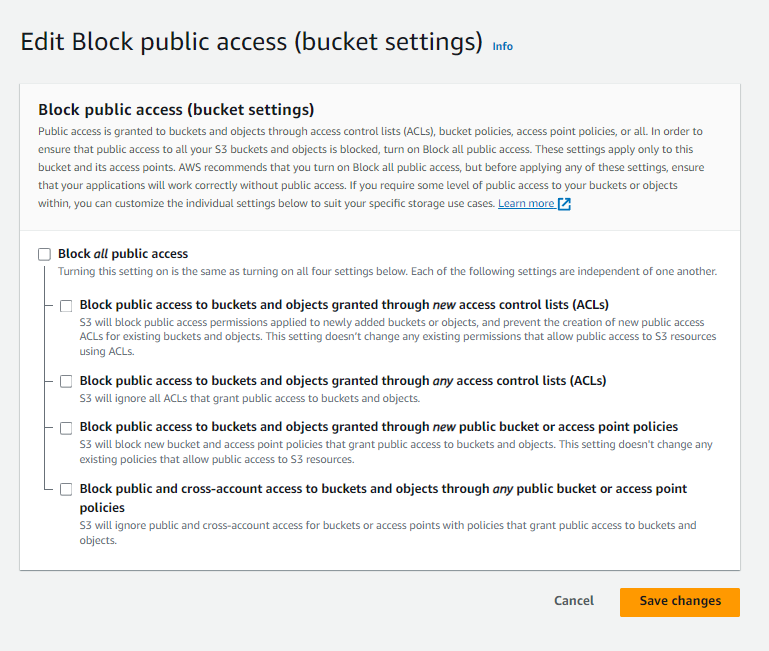 Edit Block public access (bucket settings) Info
Block public access (bucket settings)
Public access is granted to buckets and objects through access control lists (ACLs), bucket policies, access point policies, or all. In order to
ensure that public access to all your S3 buckets and objects is blocked, turn on Block all public access. These settings apply only to this
bucket and its access points. AWS recommends that you turn on Block all public access, but before applying any of these settings, ensure
that your applications will work correctly without public access. If you require some level of public access to your buckets or objects
within, you can customize the individual settings below to suit your specific storage use cases. Learn more
Block all public access
Turning this setting on is the same as turning on all four settings below. Each of the following settings are independent of one another.
Block public access to buckets and objects granted through new access control lists (ACLs)
S3 will block public access permissions applied to newly added buckets or objects, and prevent the creation of new public access
ACLs for existing buckets and objects. This setting doesn't change any existing permissions that allow public access to S3 resources
using ACLs.
Block public access to buckets and objects granted through any access control lists (ACLs)
S3 will ignore all ACLs that grant public access to buckets and objects.
Block public access to buckets and objects granted through new public bucket or access point policies
S3 will block new bucket and access point policies that grant public access to buckets and objects. This setting doesn't change any
existing policies that allow public access to S3 resources.
Block public and cross-account access to buckets and objects through any public bucket or access point
policies
S3 will ignore public and cross-account access for buckets or access points with policies that grant public access to buckets and
objects.
Cancel Save changes